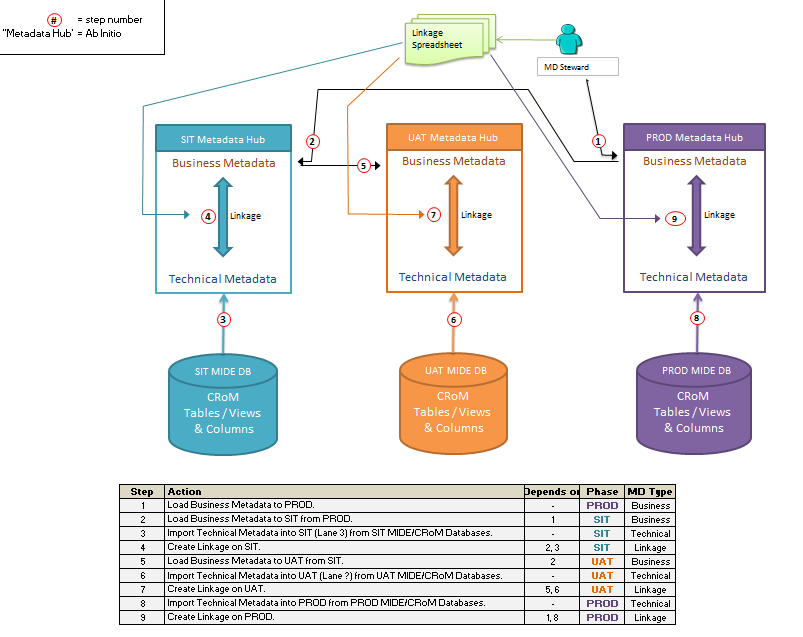 # = step number
"Metadata Hub' = Ab Initio
Linkage
Spreadsheet
MD Steward
SIT Metadata Hub
Business Metadata
4 Linkage
Technical Metadata
3
2
5
UAT Metadata Hub
Business Metadata
7 Linkage
Technical Metadata
6
1
PROD Metadata Hub
Business Metadata
9 Linkage
Technical Metadata
8
SIT MIDE DB
CRoM
Tables / Views
& Columns
UAT MIDE DB
CRoM
Tables / Views
& Columns
PROD MIDE DB
CRoM
Tables / Views
& Columns
Step Action Depends on Phase MD Type
1 Load Business Metadata to PROD. - PROD Business
2 Load Business Metadata to SIT from PROD. 1 SIT Business
3 Import Technical Metadata into SIT (Lane 3) from SIT MIDE/CRoM Databases. - SIT Technical
4 Create Linkage on SIT. 2, 3 SIT Linkage
5 Load Business Metadata to UAT from SIT. 2 UAT Business
6 Import Technical Metadata into UAT (Lane ?) from UAT MIDE/CRoM Databases. - UAT Technical
7 Create Linkage on UAT. 5, 6 UAT Linkage
8 Import Technical Metadata into PROD from PROD MIDE/CRoM Databases. - PROD Technical
9 Create Linkage on PROD. 1, 8 PROD Linkage